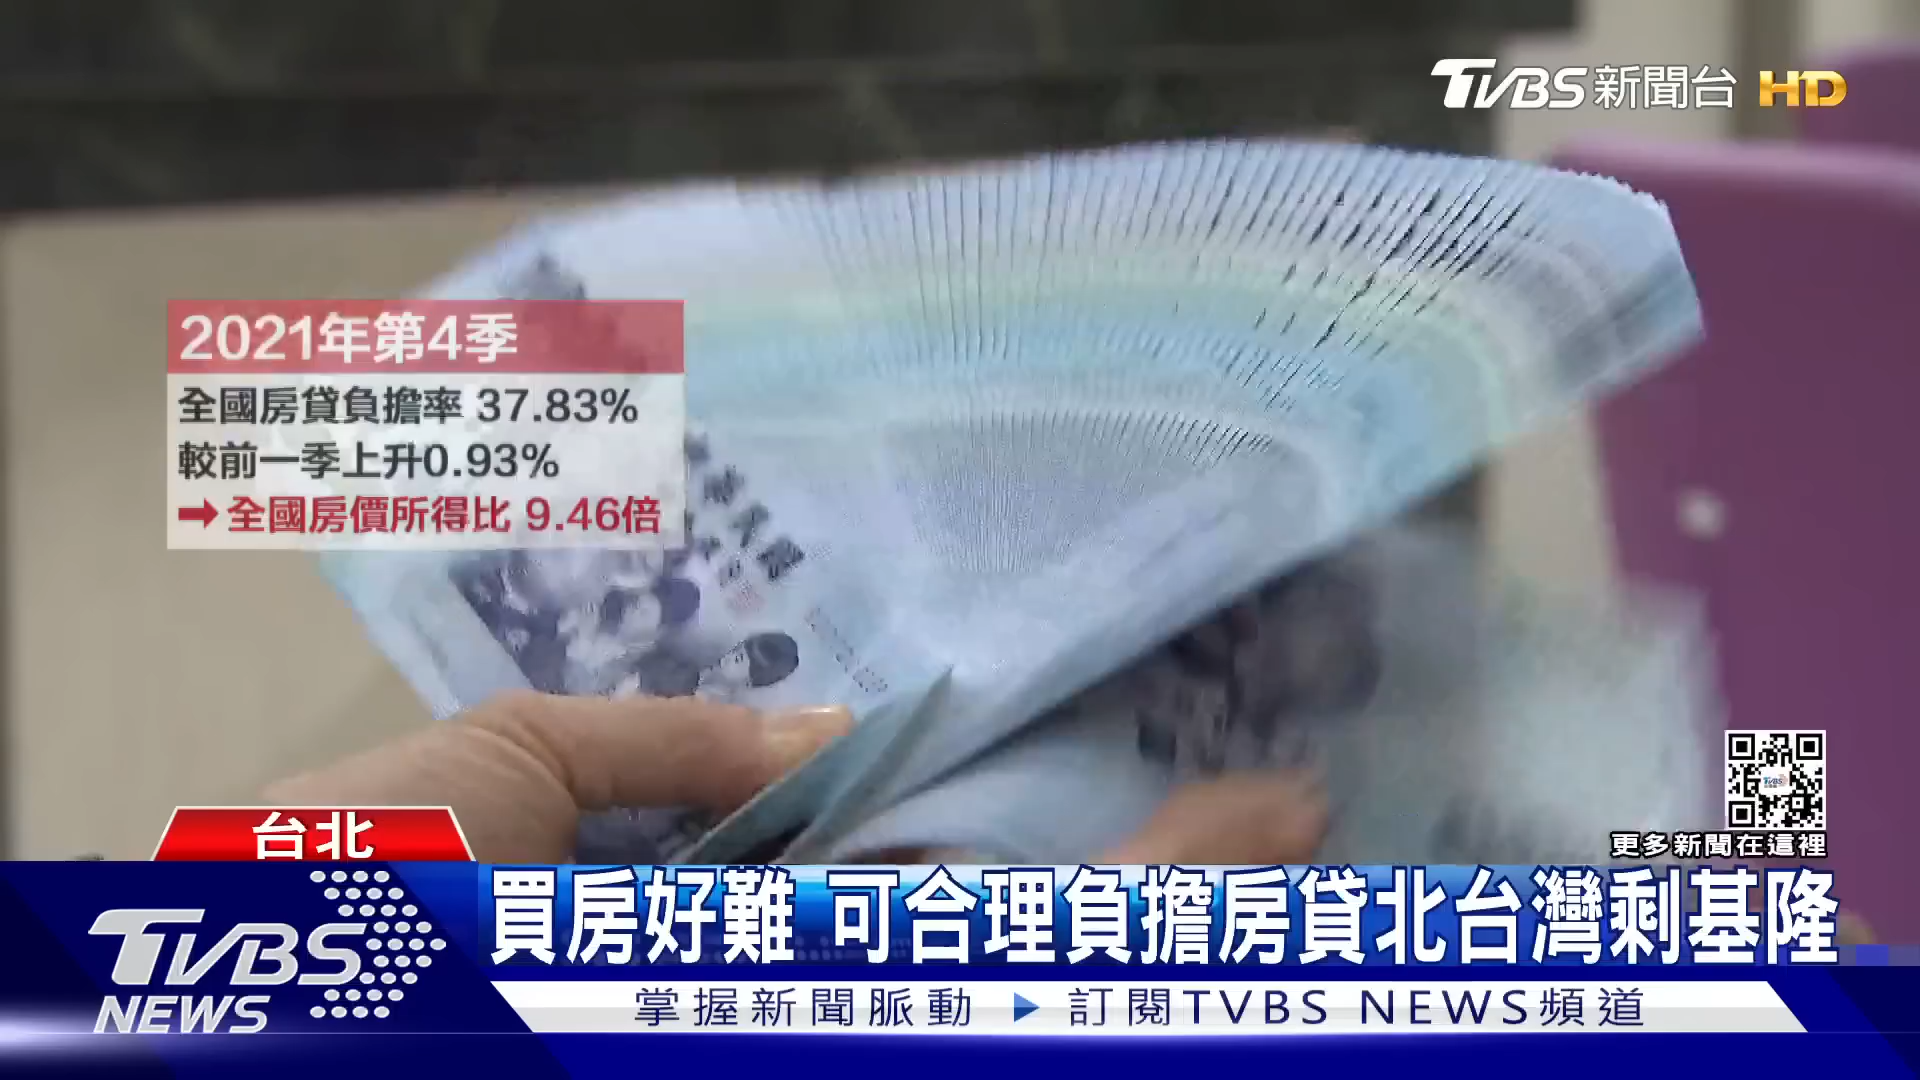 TVBS新聞台 HD
2021年第4季
全國房貸負擔率 37.83%
較前一季上升0.93%
➡全國房價所得比 9.46倍
TVBS
更多新聞在這裡
台北
買房好難 可合理負擔房貸北台灣剩基隆
TVBS
NEWS
掌握新聞脈動 ▶ 訂閱TVBS NEWS頻道